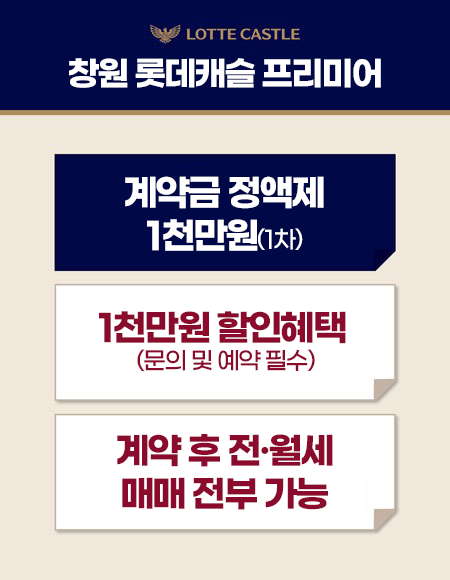 LOTTE CASTLE
창원 롯데캐슬 프리미어
계약금 정액제
1천만원(1차)
1천만원 할인혜택
(문의 및 예약 필수)
계약 후 전·월세
매매 전부 가능